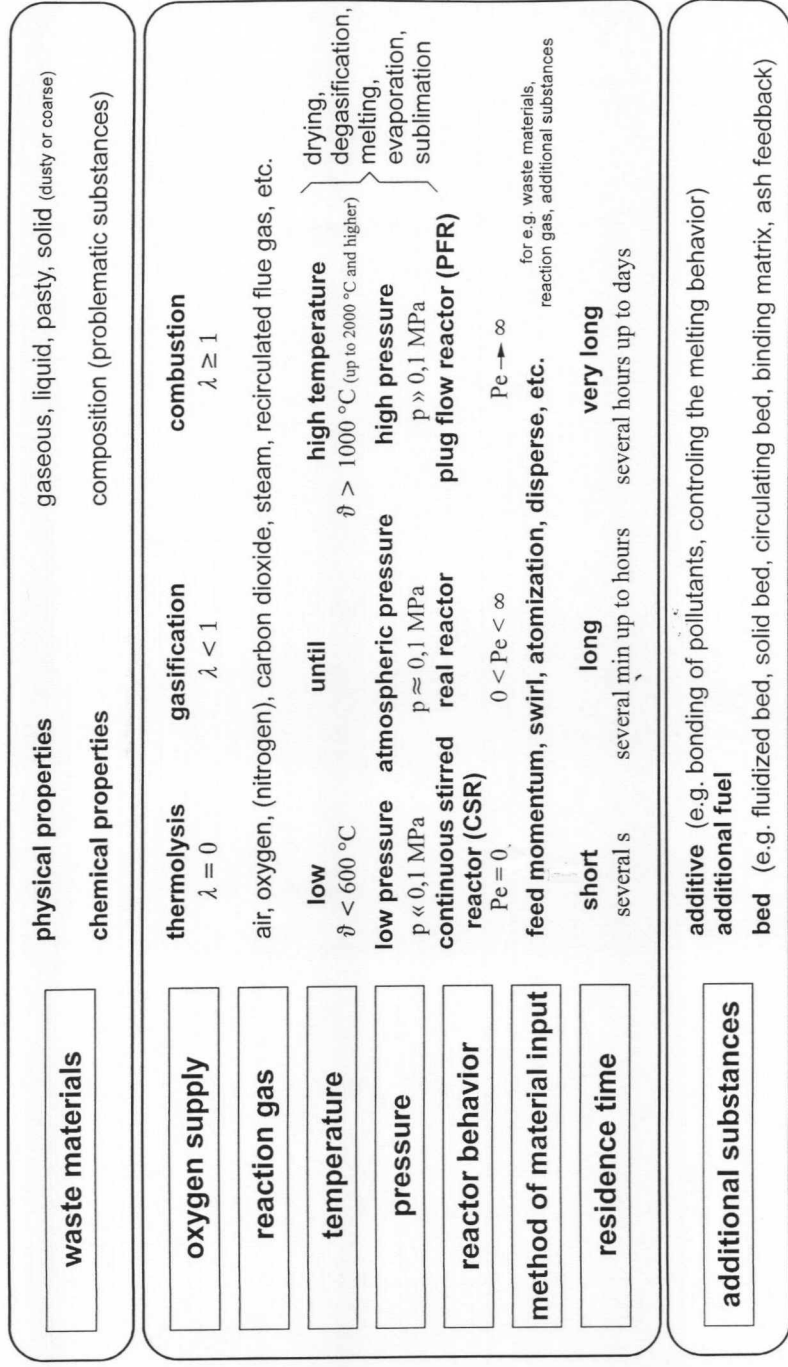 waste materials
physical properties gaseous, liquid, pasty, solid (dusty or coarse)
chemical properties composition (problematic substances)
oxygen supply
thermolysis gasification combustion
λ = 0 λ < 1 λ ≥ 1
reaction gas
air, oxygen, (nitrogen), carbon dioxide, steam, recirculated flue gas, etc.
temperature
low until high temperature
ϑ < 600 °C ϑ > 1000 °C (up to 2000 °C and higher)
drying,
degasification,
melting,
evaporation,
sublimation
pressure
low pressure atmospheric pressure high pressure
p « 0,1 MPa p ≈ 0,1 MPa p » 0,1 MPa
reactor behavior
continuous stirred real reactor plug flow reactor (PFR)
reactor (CSR)
Pe = 0 0 < Pe < ∞ Pe → ∞
method of material input
feed momentum, swirl, atomization, disperse, etc.
for e.g. waste materials,
reaction gas, additional substances
residence time
short long very long
several s several min up to hours several hours up to days
additional substances
additive (e.g. bonding of pollutants, controling the melting behavior)
additional fuel
bed (e.g. fluidized bed, solid bed, circulating bed, binding matrix, ash feedback)